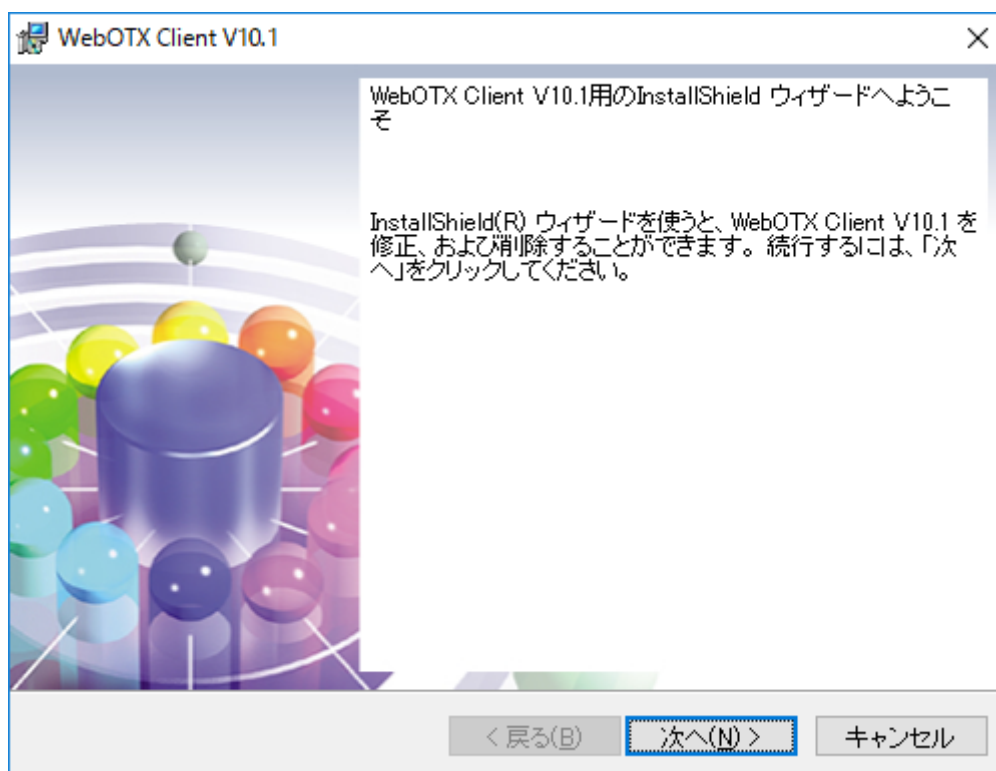 WebOTX Client V10.1
WebOTX Client V10.1用のInstallShield ウィザードへようこ
そ
InstallShield(R) ウィザードを使うと、WebOTX Client V10.1 を
修正、および削除することができます。続行するには、「次
へ」をクリックしてください。
< 戻る(B)
次へ(N) >
キャンセル